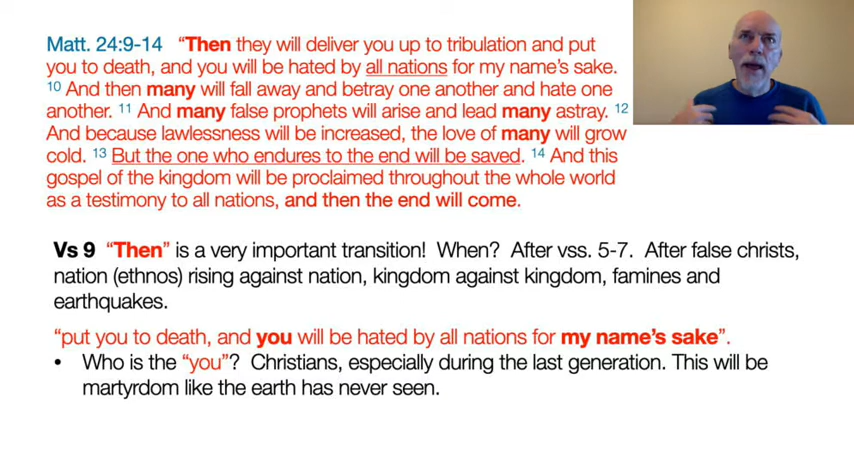 Matt. 24:9-14 “Then they will deliver you up to tribulation and put
you to death, and you will be hated by all nations for my name’s sake.
10 And then many will fall away and betray one another and hate one
another. 11 And many false prophets will arise and lead many astray. 12
And because lawlessness will be increased, the love of many will grow
cold. 13 But the one who endures to the end will be saved. 14 And this
gospel of the kingdom will be proclaimed throughout the whole world
as a testimony to all nations, and then the end will come.
Vs 9 “Then” is a very important transition! When? After vss. 5-7. After false christs,
nation (ethnos) rising against nation, kingdom against kingdom, famines and
earthquakes.
“put you to death, and you will be hated by all nations for my name’s sake”.
• Who is the “you”? Christians, especially during the last generation. This will be
martyrdom like the earth has never seen.